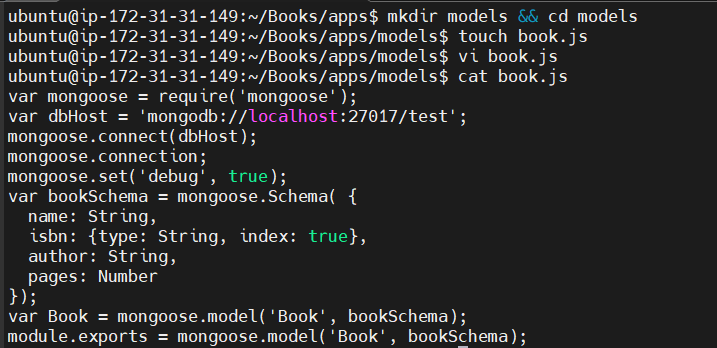 ubuntu@ip-172-31-31-149:~/Books/apps$ mkdir models && cd models
ubuntu@ip-172-31-31-149:~/Books/apps/models$ touch book.js
ubuntu@ip-172-31-31-149:~/Books/apps/models$ vi book.js
ubuntu@ip-172-31-31-149:~/Books/apps/models$ cat book.js
var mongoose = require('mongoose');
var dbHost = 'mongodb://localhost:27017/test';
mongoose.connect(dbHost);
mongoose.connection;
mongoose.set('debug', true);
var bookSchema = mongoose.Schema( {
  name: String,
  isbn: {type: String, index: true},
  author: String,
  pages: Number
});
var Book = mongoose.model('Book', bookSchema);
module.exports = mongoose.model('Book', bookSchema);